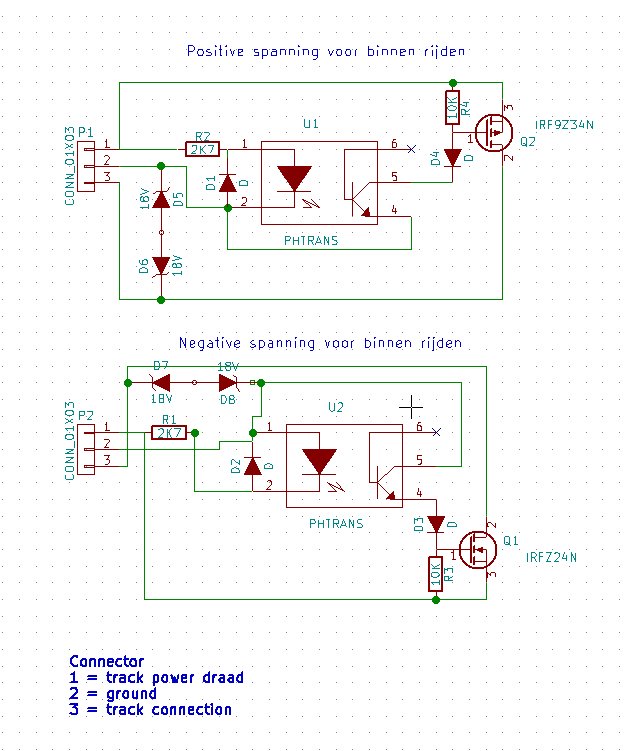 Positive spanning voor binnen rijden
3
10K
R4
IRF9Z34N
U1
P1
CONN_01X03
R2
1
2K7
1
6
1
Q2
2
D4
D
2
3
18V
D5
D1
D
5
2
4
D6
18V
PHTRANS
Negative spanning voor binnen rijden
D7
18V
18V
D8
U2
P2
CONN_01X03
R1
1
2K7
1
6
2
3
D2
D
5
2
4
PHTRANS
D3
D
2
Q1
1
IRFZ24N
10K
R3
3
Connector
1 = track power draad
2 = ground
3 = track connection